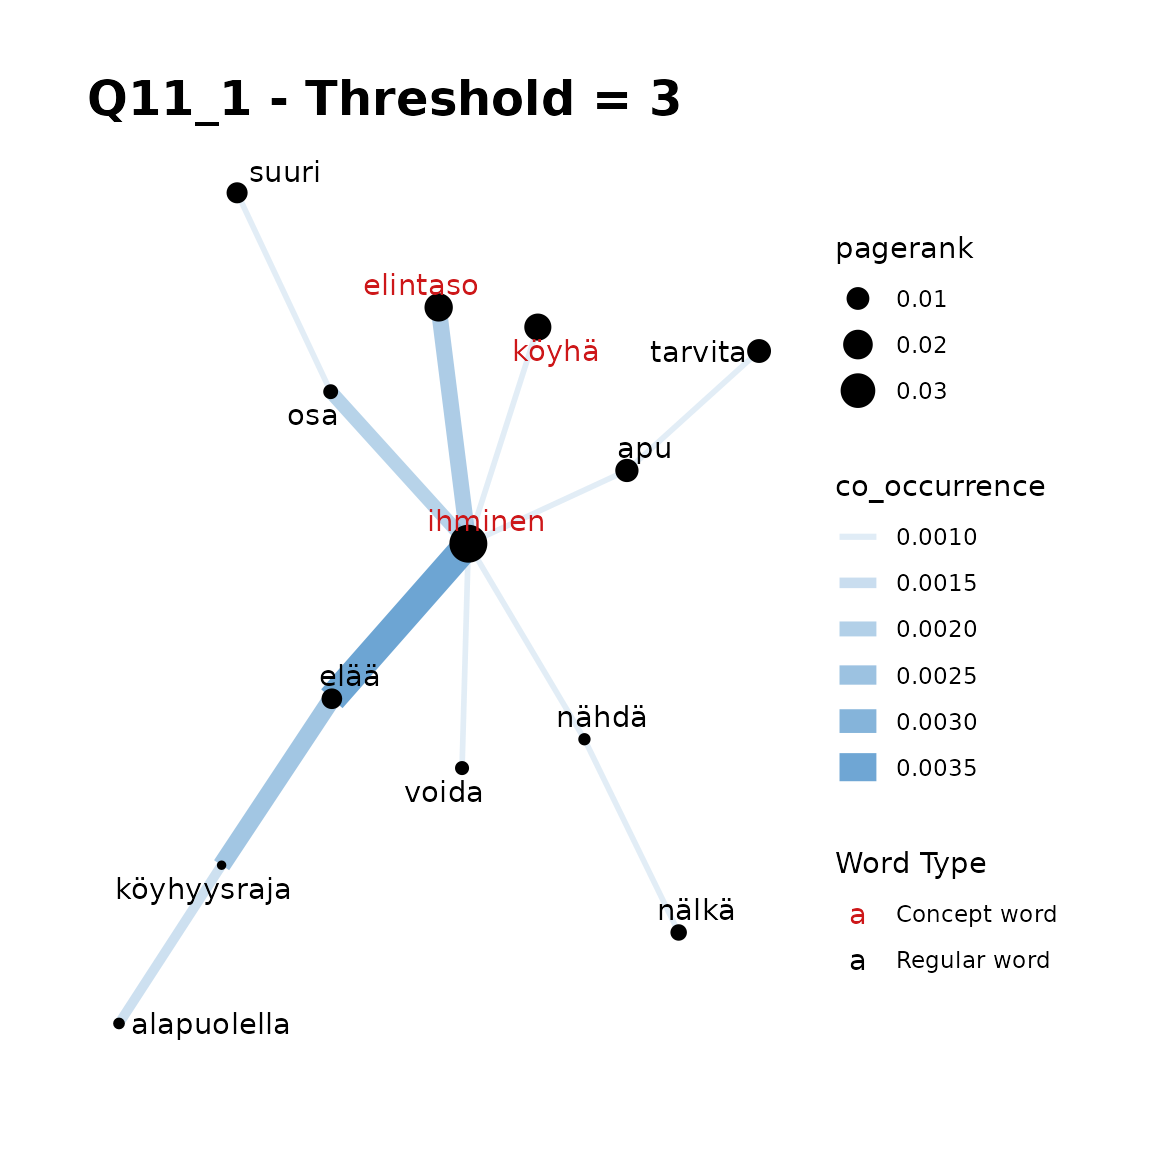 Q11_1 - Threshold = 3
suuri
elintaso
köyhä
tarvita
osa
apu
ihminen
elää
nähdä
voida
köyhyysraja
nälkä
alapuolella
pagerank
0.01
0.02
0.03
co_occurrence
0.0010
0.0015
0.0020
0.0025
0.0030
0.0035
Word Type
a Concept word
a Regular word